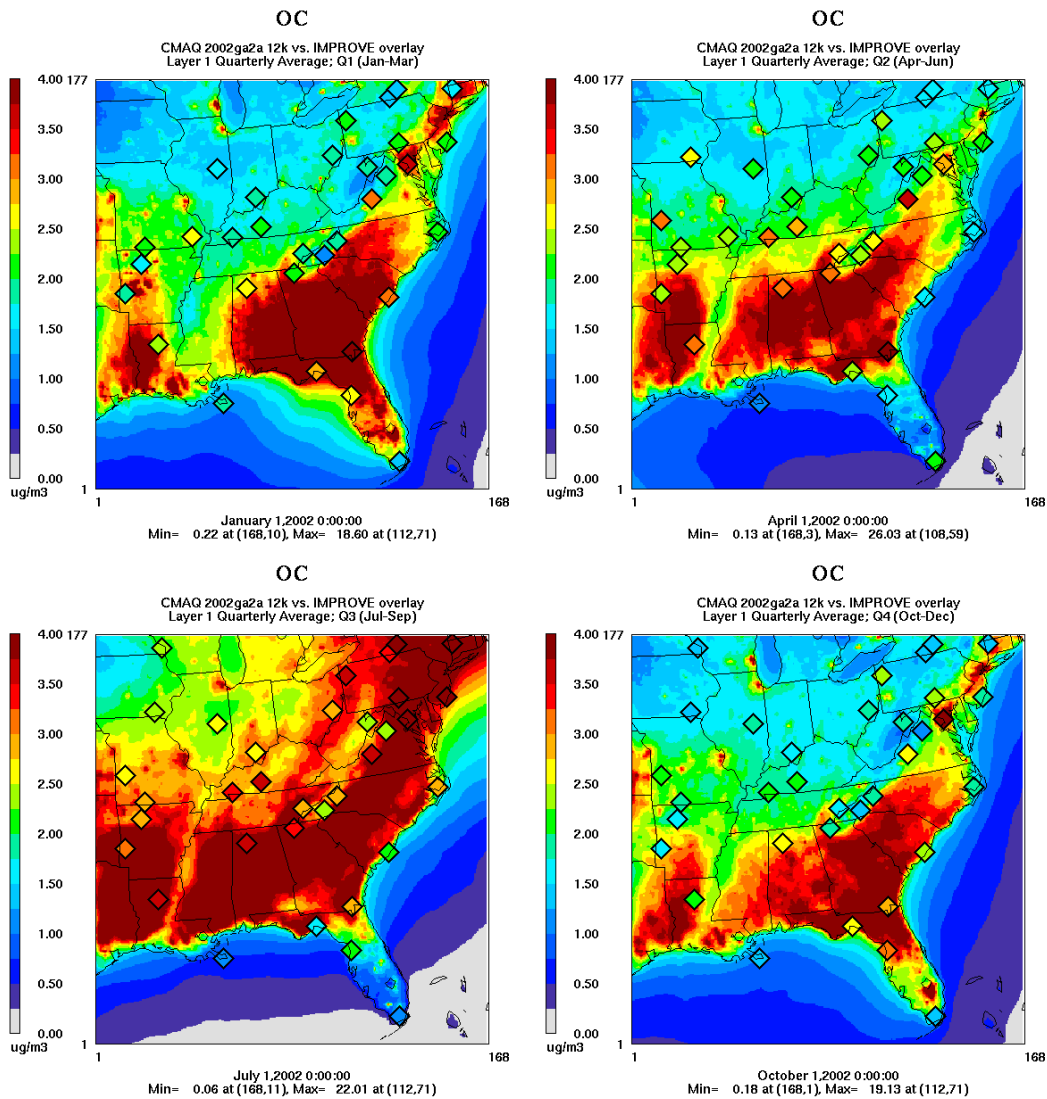 OC
CMAQ 2002ga2a 12k vs. IMPROVE overlay
Layer 1 Quarterly Average; Q1 (Jan-Mar)
4.00 177
3.50
3.00
2.50
2.00
1.50
1.00
0.50
0.00
ug/m3
1
1
168
January 1,2002 0:00:00
Min= 0.22 at (168,10), Max= 18.60 at (112,71)
OC
CMAQ 2002ga2a 12k vs. IMPROVE overlay
Layer 1 Quarterly Average; Q2 (Apr-Jun)
4.00 177
3.50
3.00
2.50
2.00
1.50
1.00
0.50
0.00
ug/m3
1
1
168
April 1,2002 0:00:00
Min= 0.13 at (168,3), Max= 26.03 at (108,59)
OC
CMAQ 2002ga2a 12k vs. IMPROVE overlay
Layer 1 Quarterly Average; Q3 (Jul-Sep)
4.00 177
3.50
3.00
2.50
2.00
1.50
1.00
0.50
0.00
ug/m3
1
1
168
July 1,2002 0:00:00
Min= 0.06 at (168,11), Max= 22.01 at (112,71)
OC
CMAQ 2002ga2a 12k vs. IMPROVE overlay
Layer 1 Quarterly Average; Q4 (Oct-Dec)
4.00 177
3.50
3.00
2.50
2.00
1.50
1.00
0.50
0.00
ug/m3
1
1
168
October 1,2002 0:00:00
Min= 0.18 at (168,1), Max= 19.13 at (112,71)